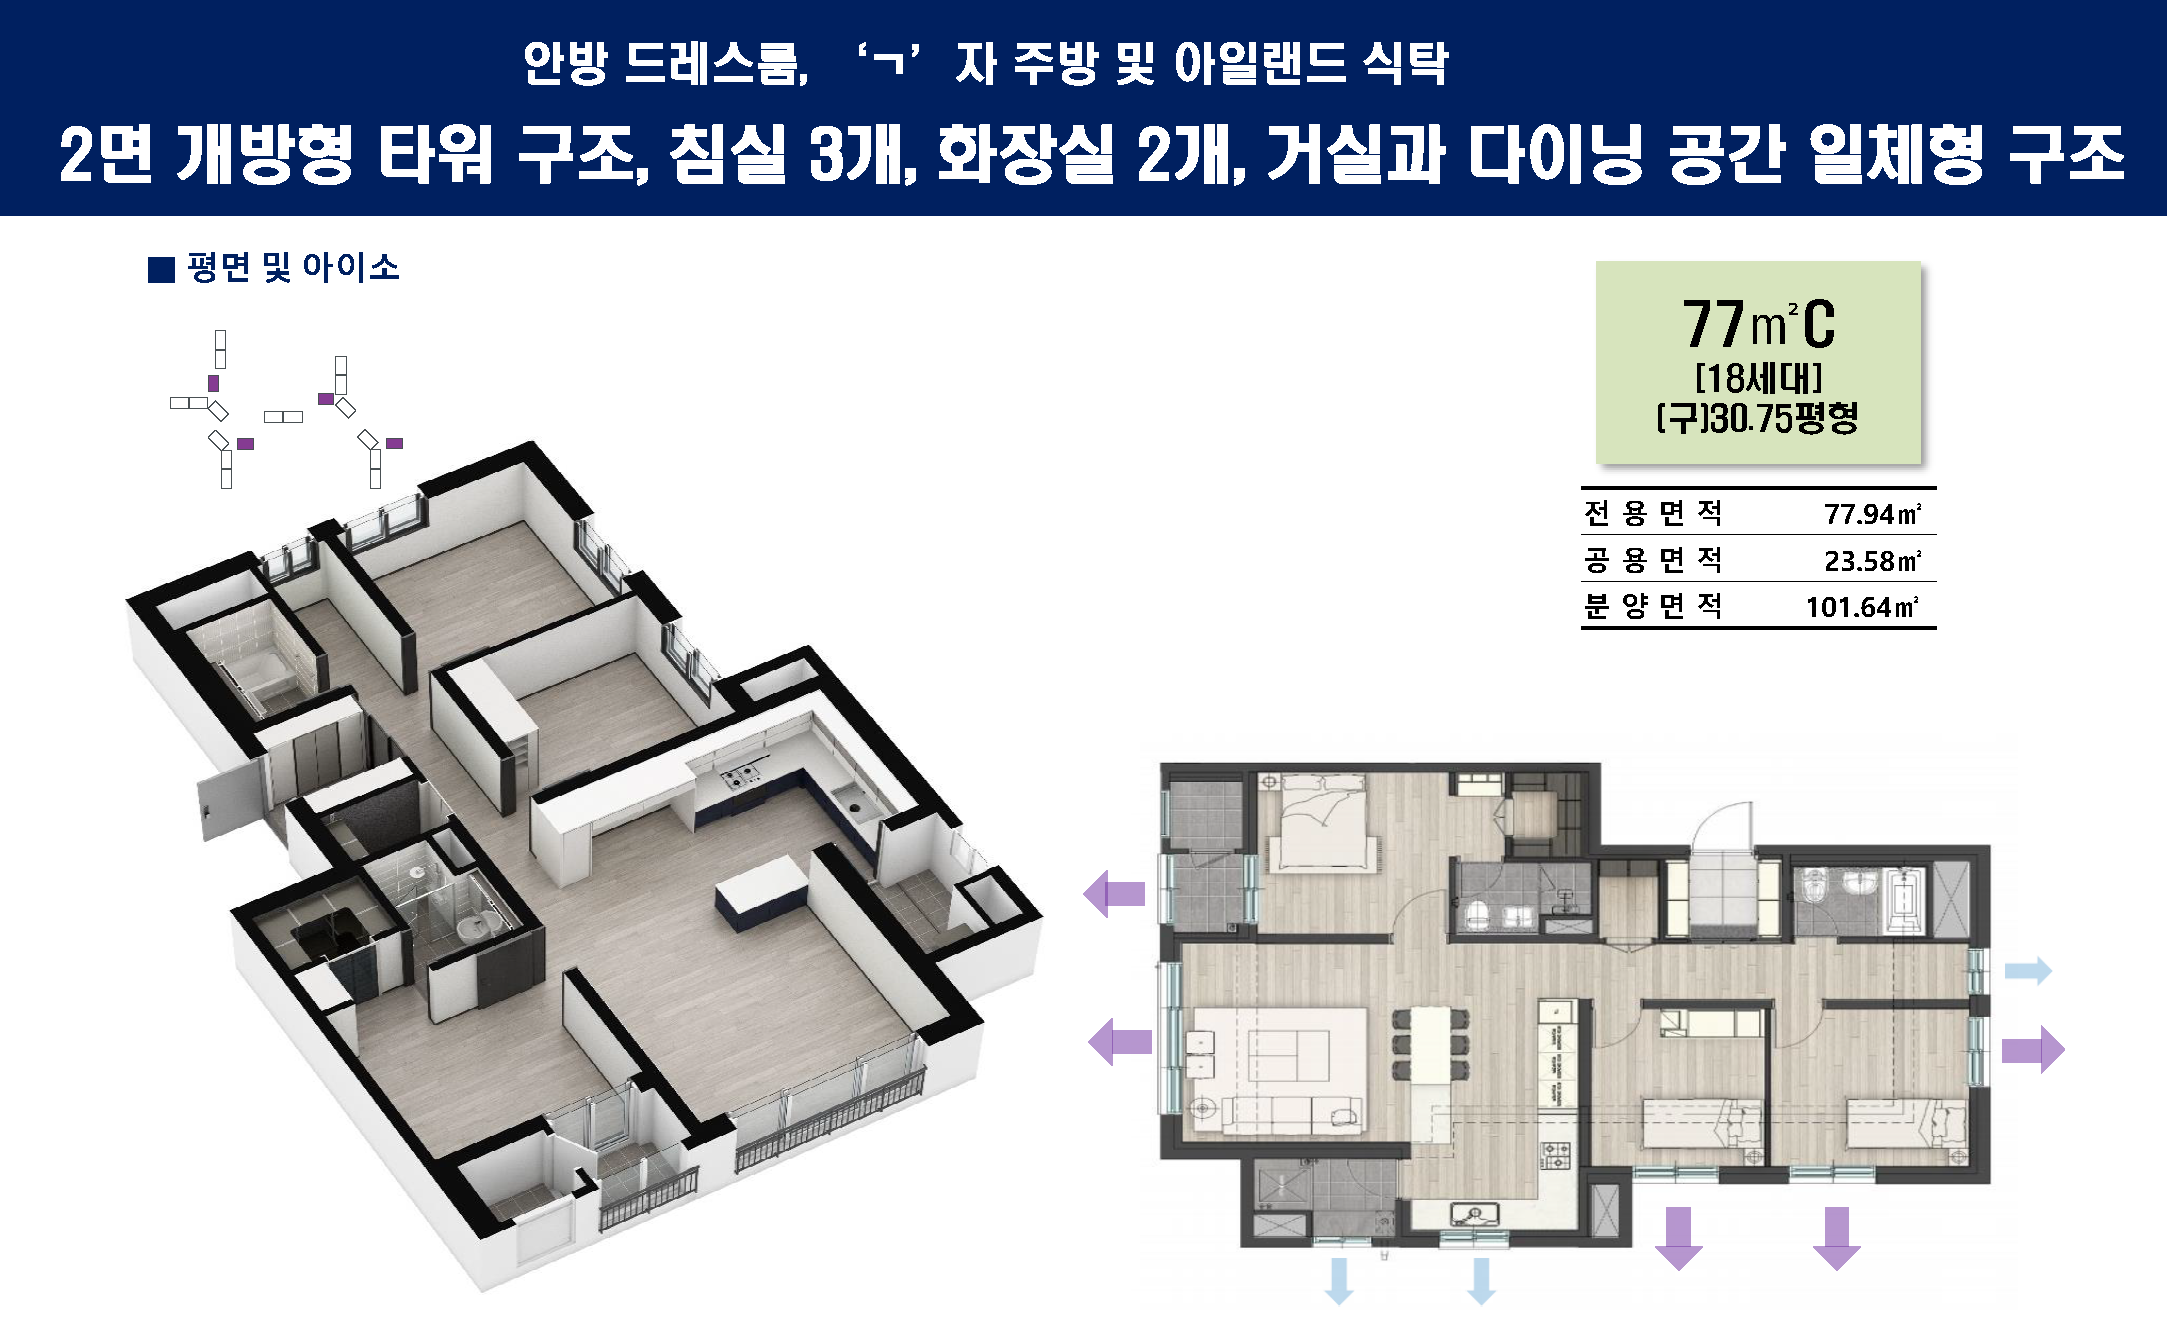 안방 드레스룸, ‘ㄱ’ 자 주방 및 아일랜드 식탁
2면 개방형 타워 구조, 침실 3개, 화장실 2개, 거실과 다이닝 공간 일체형 구조
■ 평면 및 아이소
77㎡C
[18세대]
(구)30.75평형
전 용 면 적 77.94㎡
공 용 면 적 23.58㎡
분 양 면 적 101.64㎡